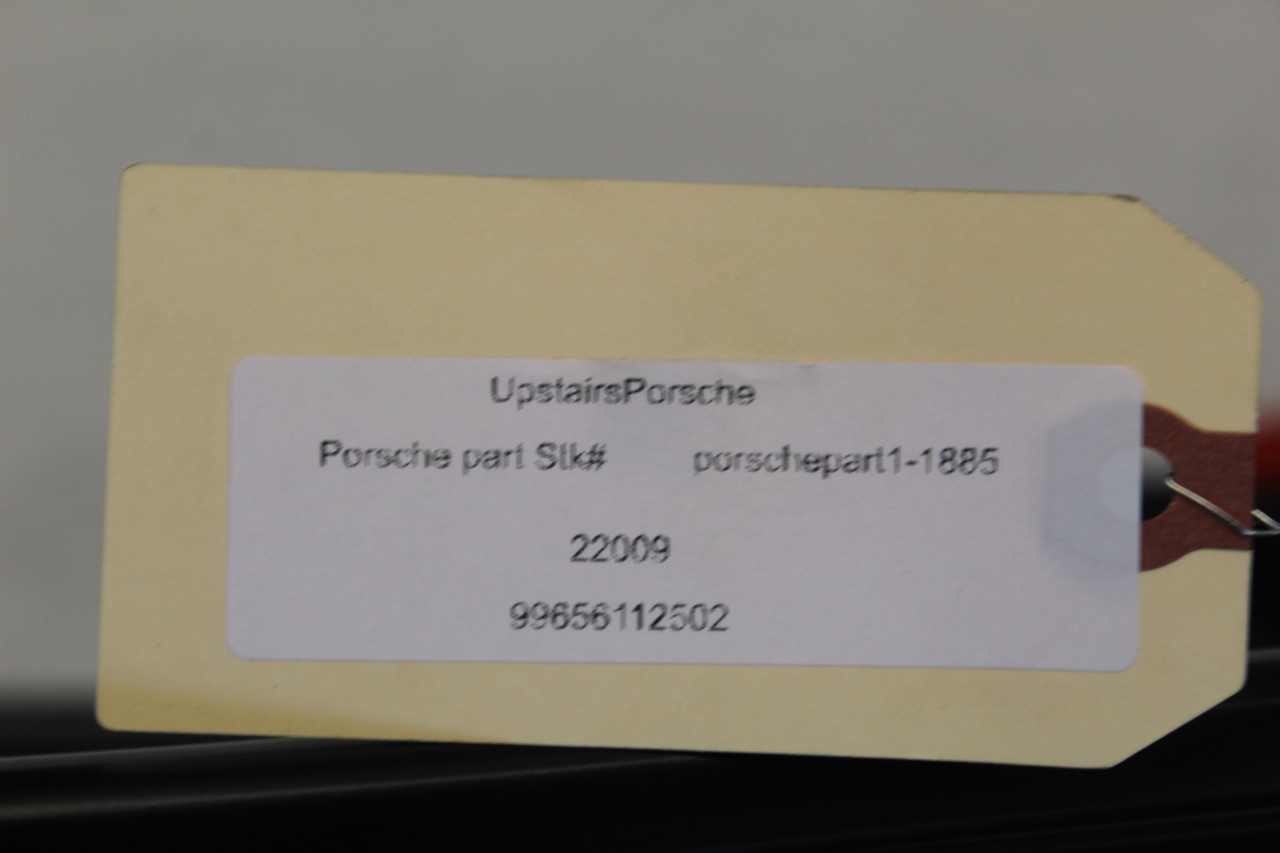 UpstairsPorsche
Porsche part Stk# porschepart1-1885
22009
99656112502